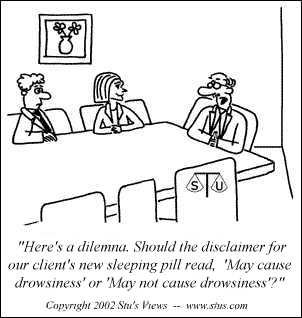 S U
"Here's a dilemna. Should the disclaimer for
our client's new sleeping pill read,  'May cause
drowsiness' or 'May not cause drowsiness'?"
Copyright 2002 Stu's Views  --  www.stus.com